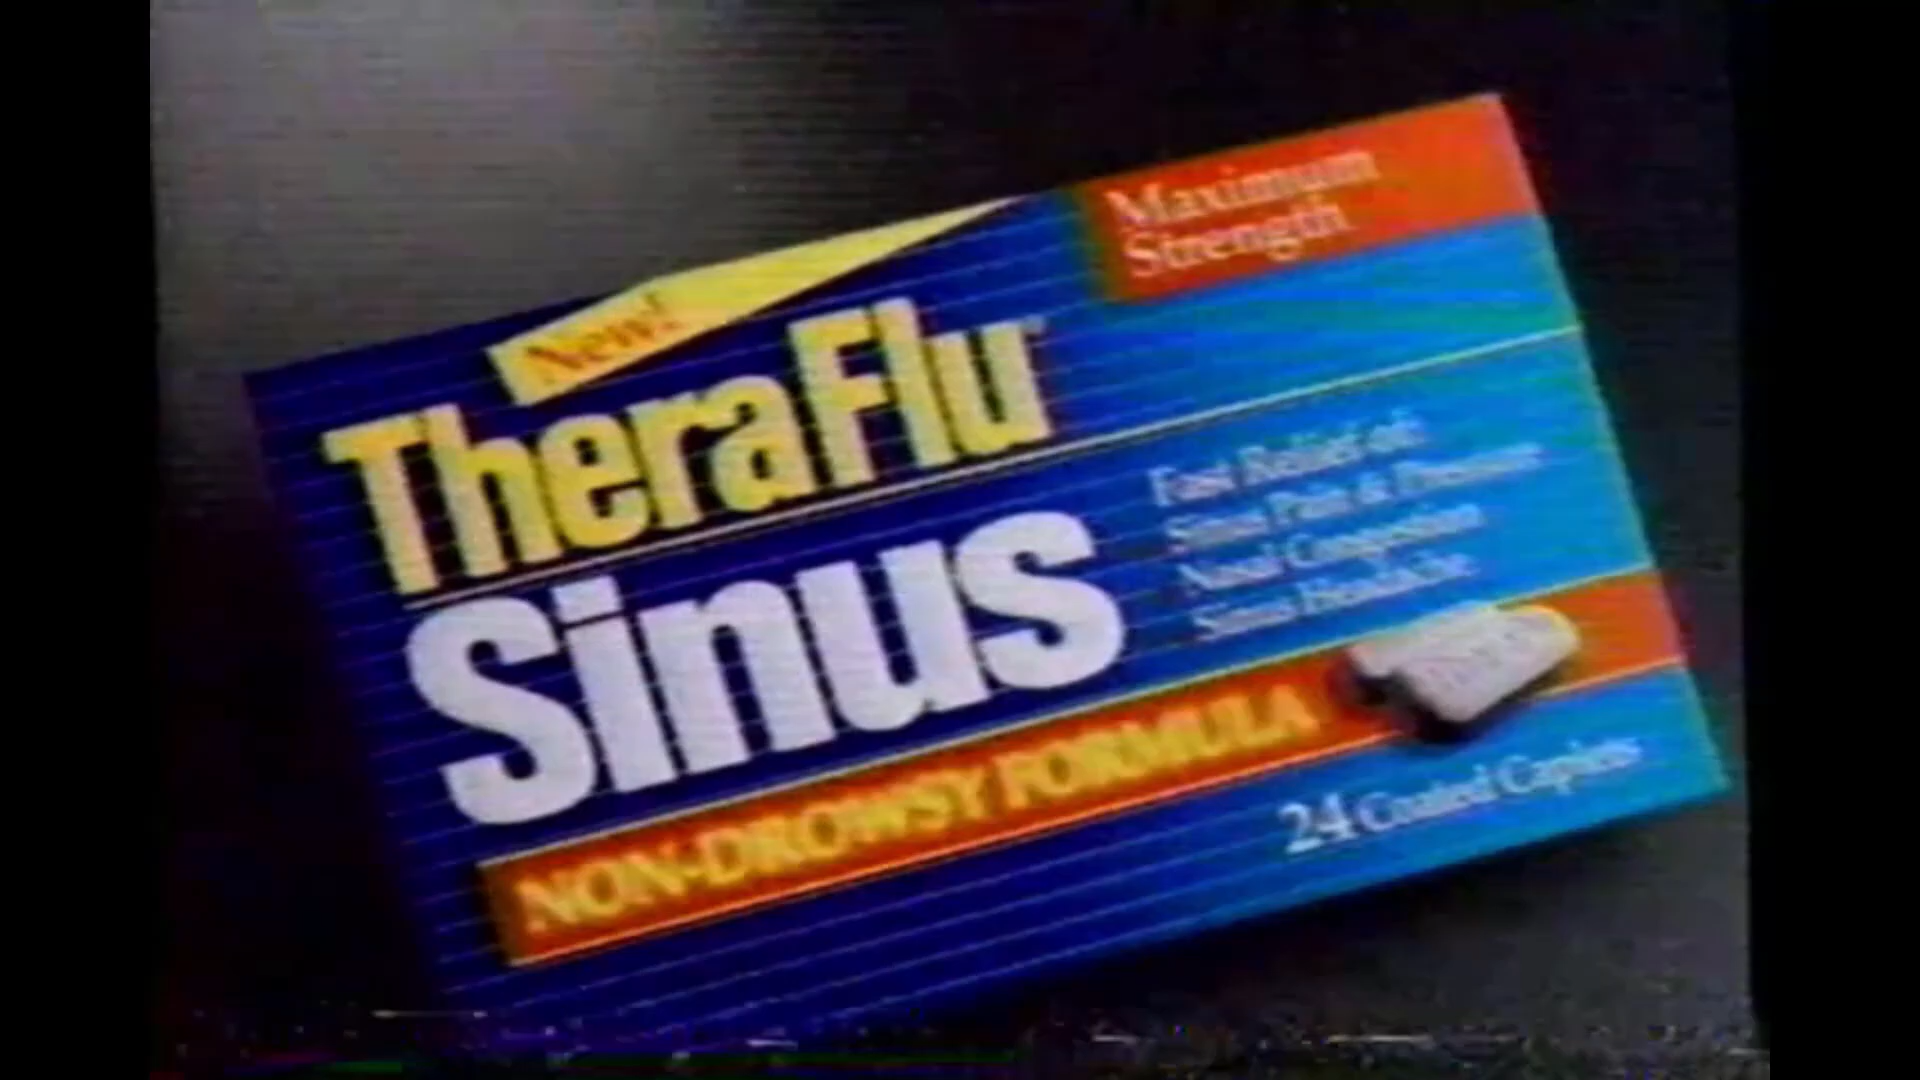 New!
TheraFlu
Sinus
NON-DROWSY FORMULA
Maximum
Strength
Fast Relief of:
Sinus Pain & Pressure
Nasal Congestion
Sinus Headache
24 Coated Caplets